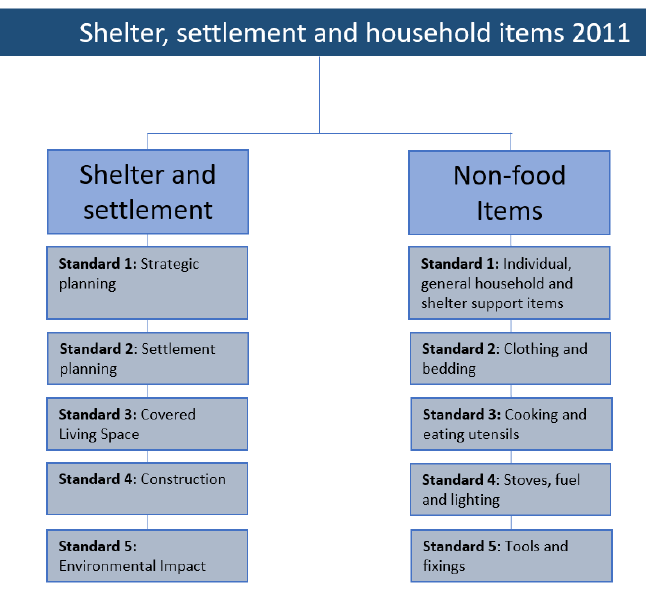 Shelter, settlement and household items 2011
Shelter and
settlement
Standard 1: Strategic
planning
Standard 2: Settlement
planning
Standard 3: Covered
Living Space
Standard 4: Construction
Standard 5:
Environmental Impact
Non-food
Items
Standard 1: Individual,
general household and
shelter support items
Standard 2: Clothing and
bedding
Standard 3: Cooking and
eating utensils
Standard 4: Stoves, fuel
and lighting
Standard 5: Tools and
fixings